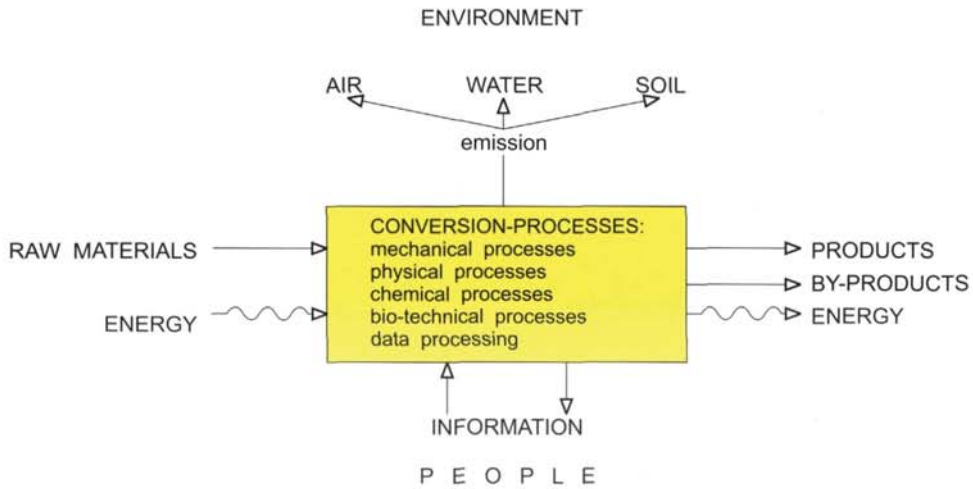 ENVIRONMENT
AIR WATER SOIL
emission
CONVERSION-PROCESSES:
RAW MATERIALS mechanical processes PRODUCTS
physical processes
chemical processes BY-PRODUCTS
ENERGY bio-technical processes ENERGY
data processing
INFORMATION
P E O P L E